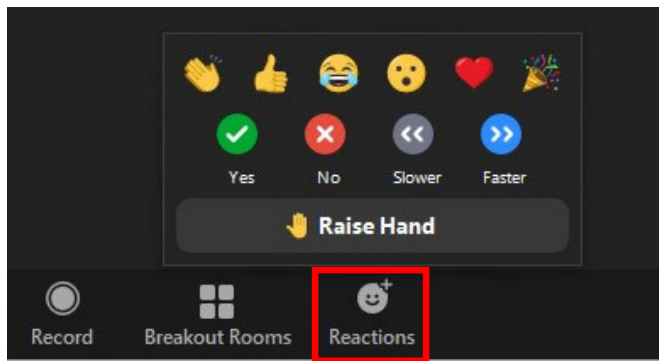 Yes No Slower Faster
Raise Hand
Record Breakout Rooms Reactions